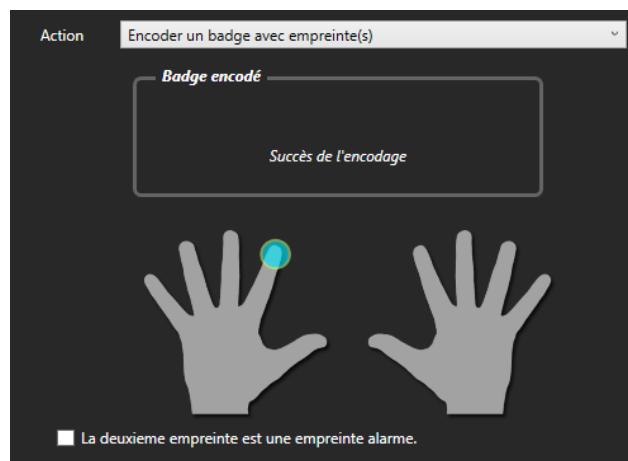 Action Encoder un badge avec empreinte(s)
Badge encodé
Succès de l'encodage
La deuxieme empreinte est une empreinte alarme.